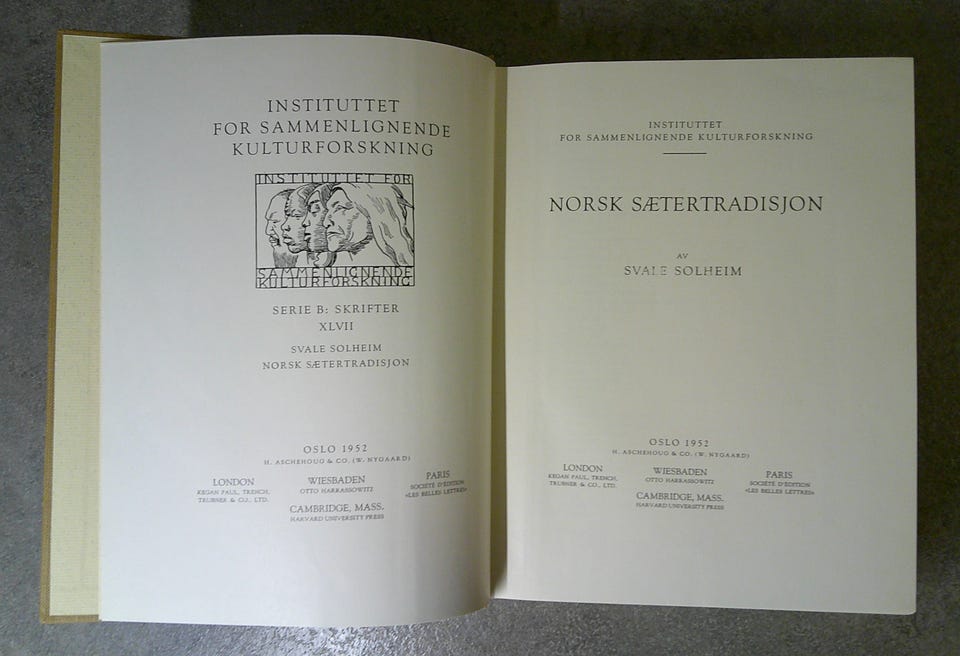 INSTITUTTET
FOR SAMMENLIGNENDE
KULTURFORSKNING
INSTITUTTET FOR
SAMMENLIGNENDE
KULTURFORSKNING
SERIE B: SKRIFTER
XLVII
SVALE SOLHEIM
NORSK SÆTERTRADISJON
OSLO 1952
H. ASCHEHOUG & CO. (W. NYGAARD)
LONDON
KEGAN PAUL, TRENCH,
TRUBNER & CO., LTD.
WIESBADEN
OTTO HARRASSOWITZ
PARIS
SOCIÉTÉ D'ÉDITION
«LES BELLES LETTRES»
CAMBRIDGE, MASS.
HARVARD UNIVERSITY PRESS
INSTITUTTET
FOR SAMMENLIGNENDE KULTURFORSKNING
NORSK SÆTERTRADISJON
AV
SVALE SOLHEIM
OSLO 1952
H. ASCHEHOUG & CO. (W. NYGAARD)
LONDON
KEGAN PAUL, TRENCH,
TRUBNER & CO., LTD.
WIESBADEN
OTTO HARRASSOWITZ
PARIS
SOCIÉTÉ D'ÉDITION
«LES BELLES LETTRES»
CAMBRIDGE, MASS.
HARVARD UNIVERSITY PRESS